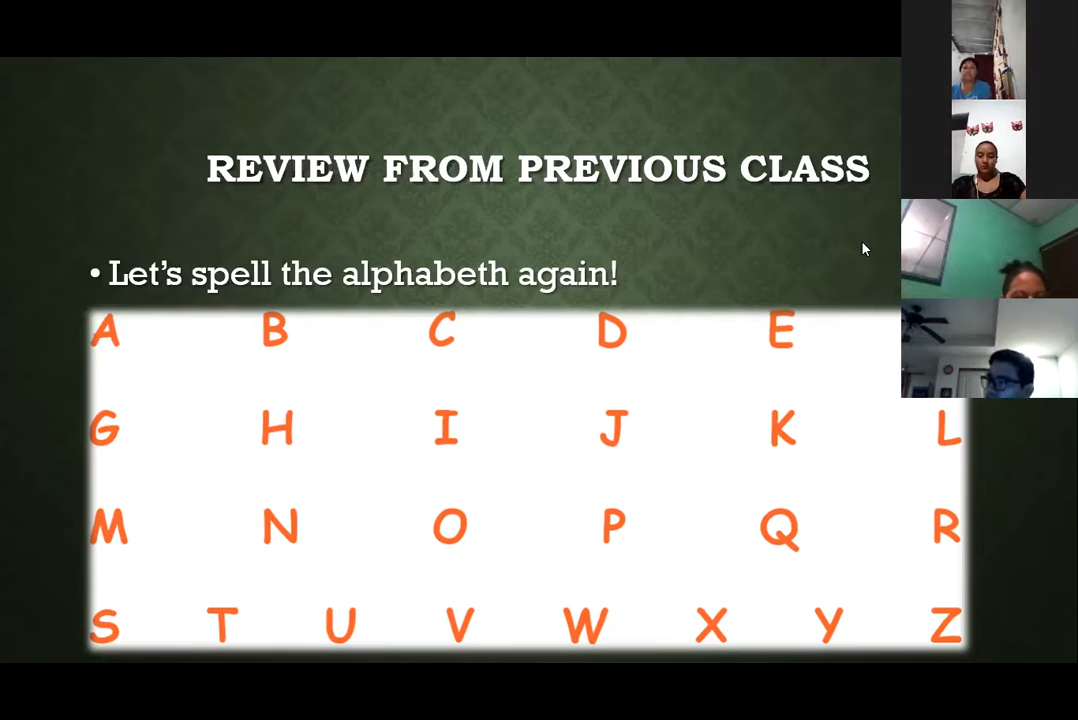 REVIEW FROM PREVIOUS CLASS
• Let's spell the alphabeth again!
A B C D E
G H I J K L
M N O P Q R
S T U V W X Y Z